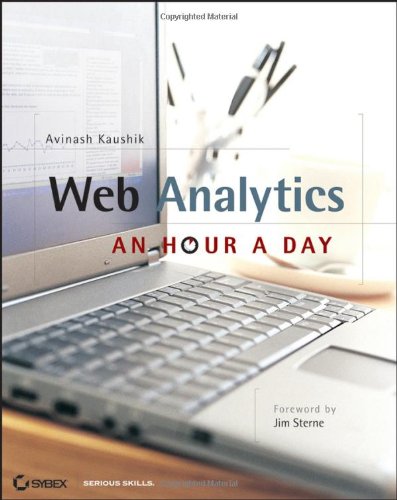 Copyrighted Material
Avinash Kaushik
Web Analytics
AN HOUR A DAY
Foreword by
Jim Sterne
SYBEX
SERIOUS SKILLS.